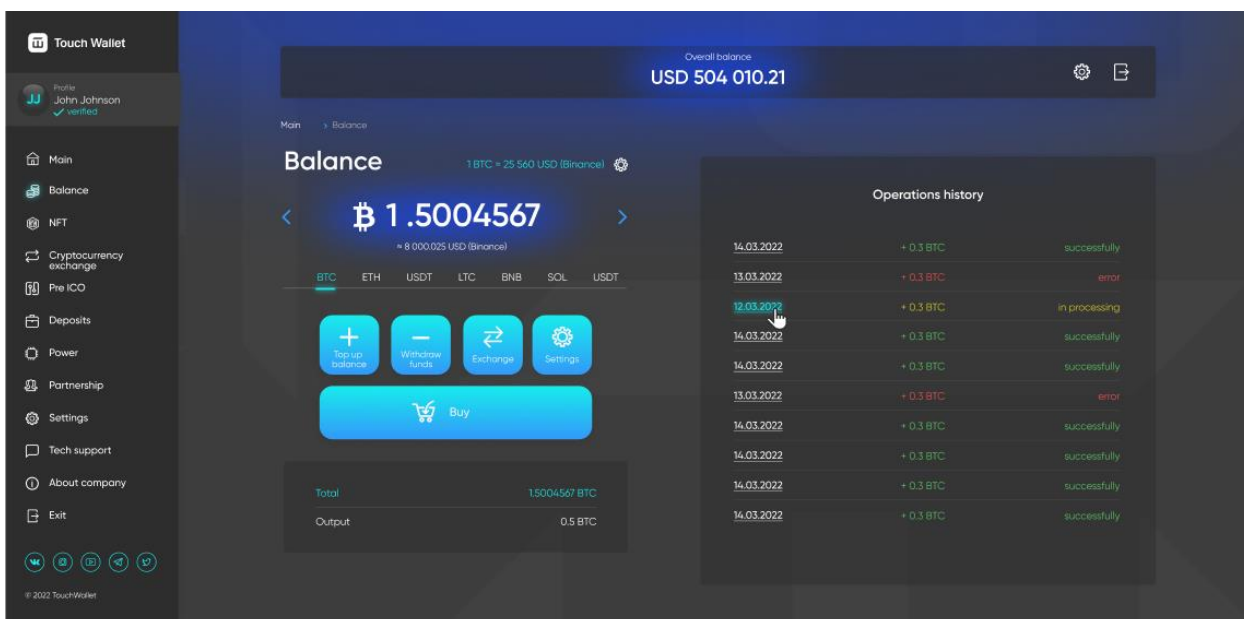 Touch Wallet
Profile
JJ
John Johnson
verified
Main
Balance
NFT
Cryptocurrency
exchange
Pre ICO
Deposits
Power
Partnership
Settings
Tech support
About company
Exit
© 2022 TouchWallet
Overall balance
USD 504 010.21
Main > Balance
Balance
1 BTC = 25 560 USD (Binance)
₿ 1.5004567
≈ 8 000.025 USD (Binance)
BTC ETH USDT LTC BNB SOL USDT
Top up
balance
Withdraw
funds
Exchange
Settings
Buy
Total 1.5004567 BTC
Output 0.5 BTC
Operations history
14.03.2022 + 0.3 BTC successfully
13.03.2022 + 0.3 BTC error
12.03.2022 + 0.3 BTC in processing
14.03.2022 + 0.3 BTC successfully
14.03.2022 + 0.3 BTC successfully
13.03.2022 + 0.3 BTC error
14.03.2022 + 0.3 BTC successfully
14.03.2022 + 0.3 BTC successfully
14.03.2022 + 0.3 BTC successfully
14.03.2022 + 0.3 BTC successfully